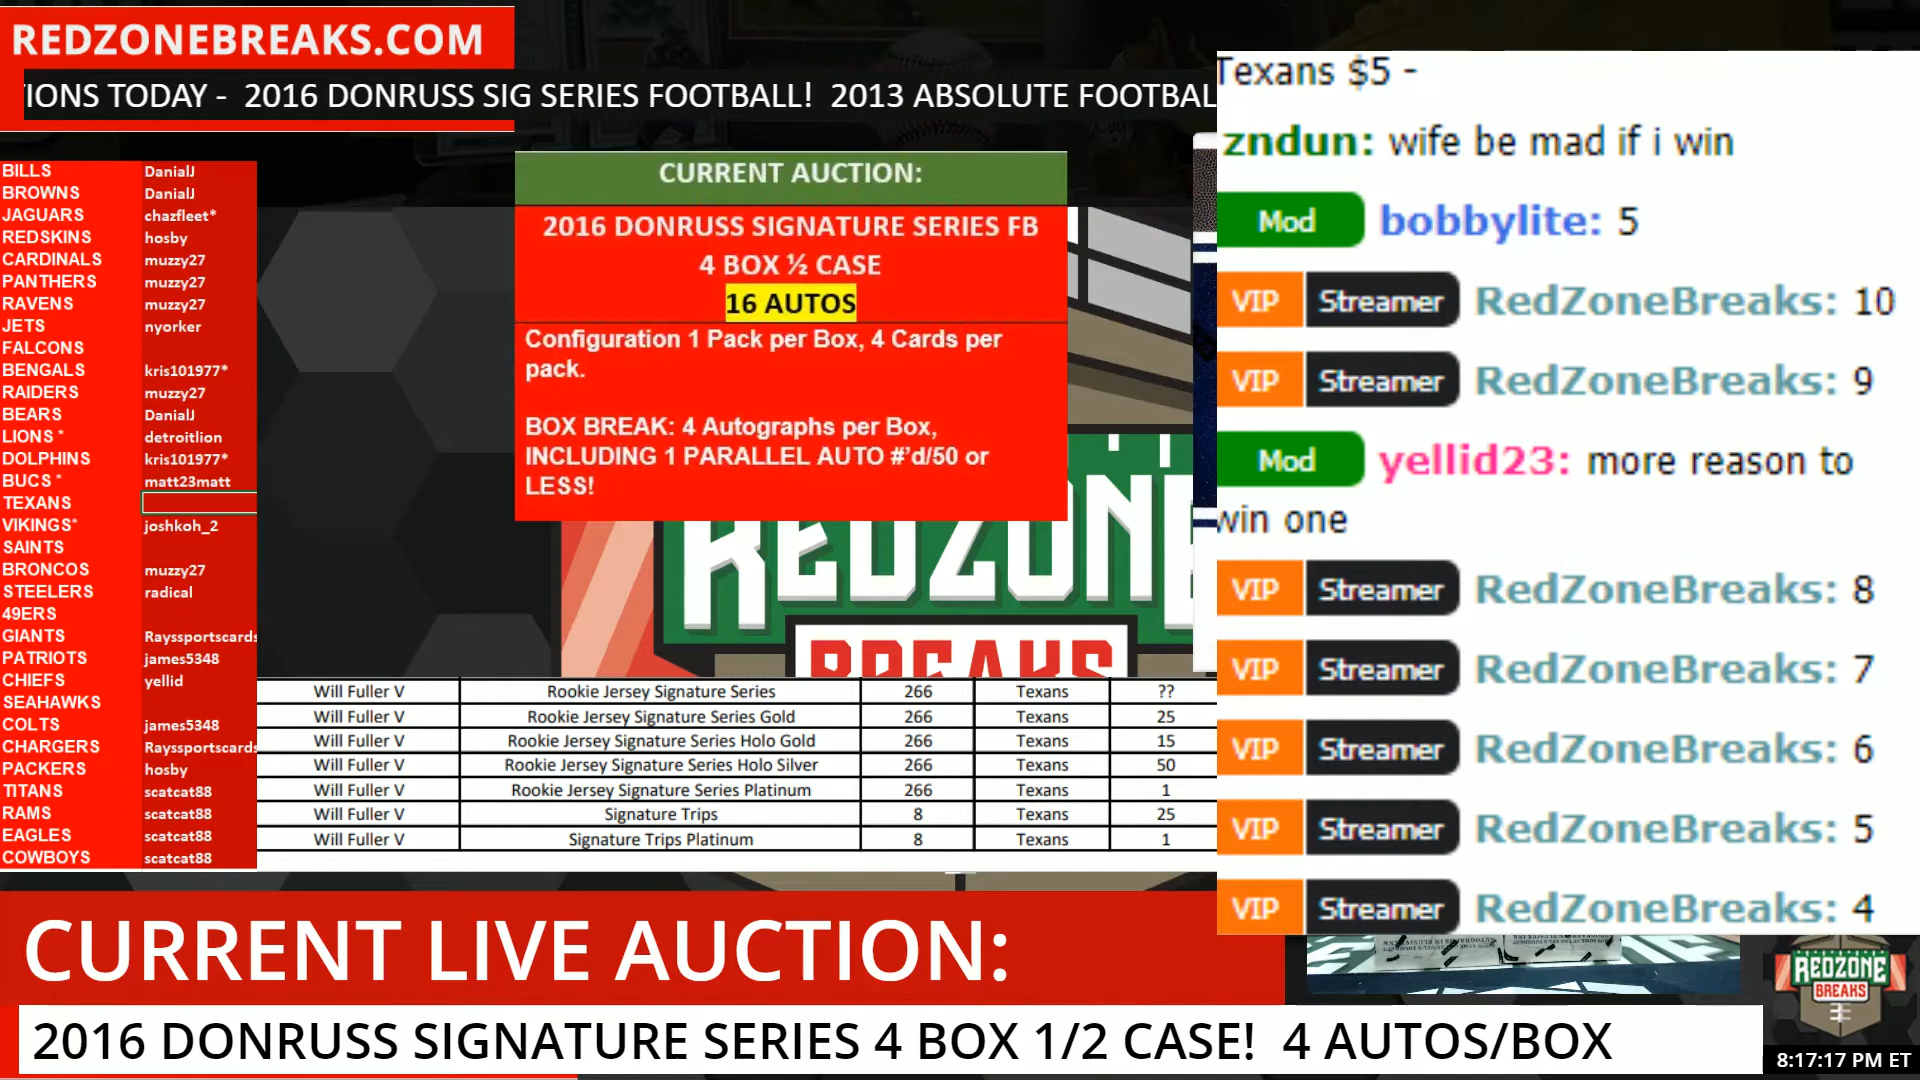 REDZONEBREAKS.COM
IONS TODAY - 2016 DONRUSS SIG SERIES FOOTBALL! 2013 ABSOLUTE FOOTBAL
BILLS DanialJ
BROWNS DanialJ
JAGUARS chazfleet*
REDSKINS hosby
CARDINALS muzzy27
PANTHERS muzzy27
RAVENS muzzy27
JETS nyorker
FALCONS
BENGALS kris101977*
RAIDERS muzzy27
BEARS DanialJ
LIONS * detroitlion
DOLPHINS kris101977*
BUCS * matt23matt
TEXANS
VIKINGS* joshkoh_2
SAINTS
BRONCOS muzzy27
STEELERS radical
49ERS
GIANTS Rayssportscards
PATRIOTS james5348
CHIEFS yellid
SEAHAWKS
COLTS james5348
CHARGERS Rayssportscards
PACKERS hosby
TITANS scatcat88
RAMS scatcat88
EAGLES scatcat88
COWBOYS scatcat88
CURRENT AUCTION:
2016 DONRUSS SIGNATURE SERIES FB
4 BOX ½ CASE
16 AUTOS
Configuration 1 Pack per Box, 4 Cards per
pack.
BOX BREAK: 4 Autographs per Box,
INCLUDING 1 PARALLEL AUTO #'d/50 or
LESS!
REDZONE
BREAKS
Will Fuller V Rookie Jersey Signature Series 266 Texans ??
Will Fuller V Rookie Jersey Signature Series Gold 266 Texans 25
Will Fuller V Rookie Jersey Signature Series Holo Gold 266 Texans 15
Will Fuller V Rookie Jersey Signature Series Holo Silver 266 Texans 50
Will Fuller V Rookie Jersey Signature Series Platinum 266 Texans 1
Will Fuller V Signature Trips 8 Texans 25
Will Fuller V Signature Trips Platinum 8 Texans 1
Texans $5 -
zndun: wife be mad if i win
Mod bobbylite: 5
VIP Streamer RedZoneBreaks: 10
VIP Streamer RedZoneBreaks: 9
Mod yellid23: more reason to
win one
VIP Streamer RedZoneBreaks: 8
VIP Streamer RedZoneBreaks: 7
VIP Streamer RedZoneBreaks: 6
VIP Streamer RedZoneBreaks: 5
VIP Streamer RedZoneBreaks: 4
CURRENT LIVE AUCTION:
2016 DONRUSS SIGNATURE SERIES 4 BOX 1/2 CASE! 4 AUTOS/BOX
REDZONE
BREAKS
8:17:17 PM ET